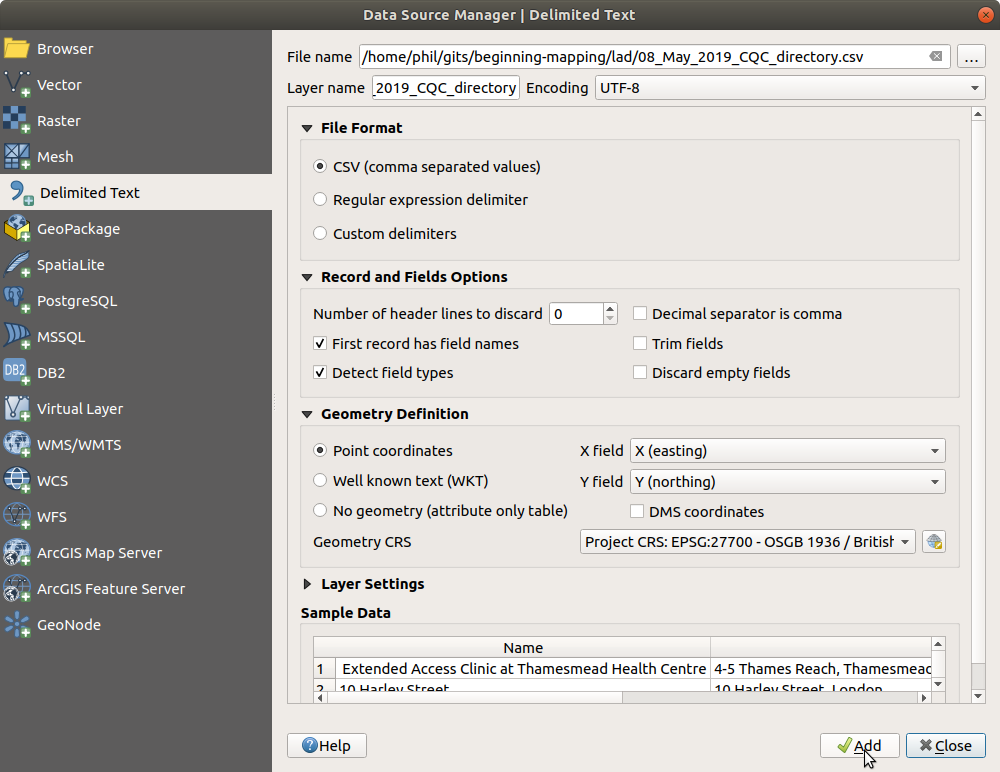 Data Source Manager | Delimited Text
Browser
Vector
Raster
Mesh
Delimited Text
GeoPackage
SpatiaLite
PostgreSQL
MSSQL
DB2
DB2
Virtual Layer
WMS/WMTS
WCS
WFS
ArcGIS Map Server
ArcGIS Feature Server
GeoNode
File name /home/phil/gits/beginning-mapping/lad/08_May_2019_CQC_directory.csv ...
Layer name _2019_CQC_directory Encoding UTF-8
File Format
CSV (comma separated values)
Regular expression delimiter
Custom delimiters
Record and Fields Options
Number of header lines to discard 0 Decimal separator is comma
First record has field names Trim fields
Detect field types Discard empty fields
Geometry Definition
Point coordinates X field X (easting)
Well known text (WKT) Y field Y (northing)
No geometry (attribute only table) DMS coordinates
Geometry CRS Project CRS: EPSG:27700 - OSGB 1936 / British
Layer Settings
Sample Data
Name
1 Extended Access Clinic at Thamesmead Health Centre 4-5 Thames Reach, Thamesmead
2 10 Harley Street 10 Harley Street, London
Help Add Close